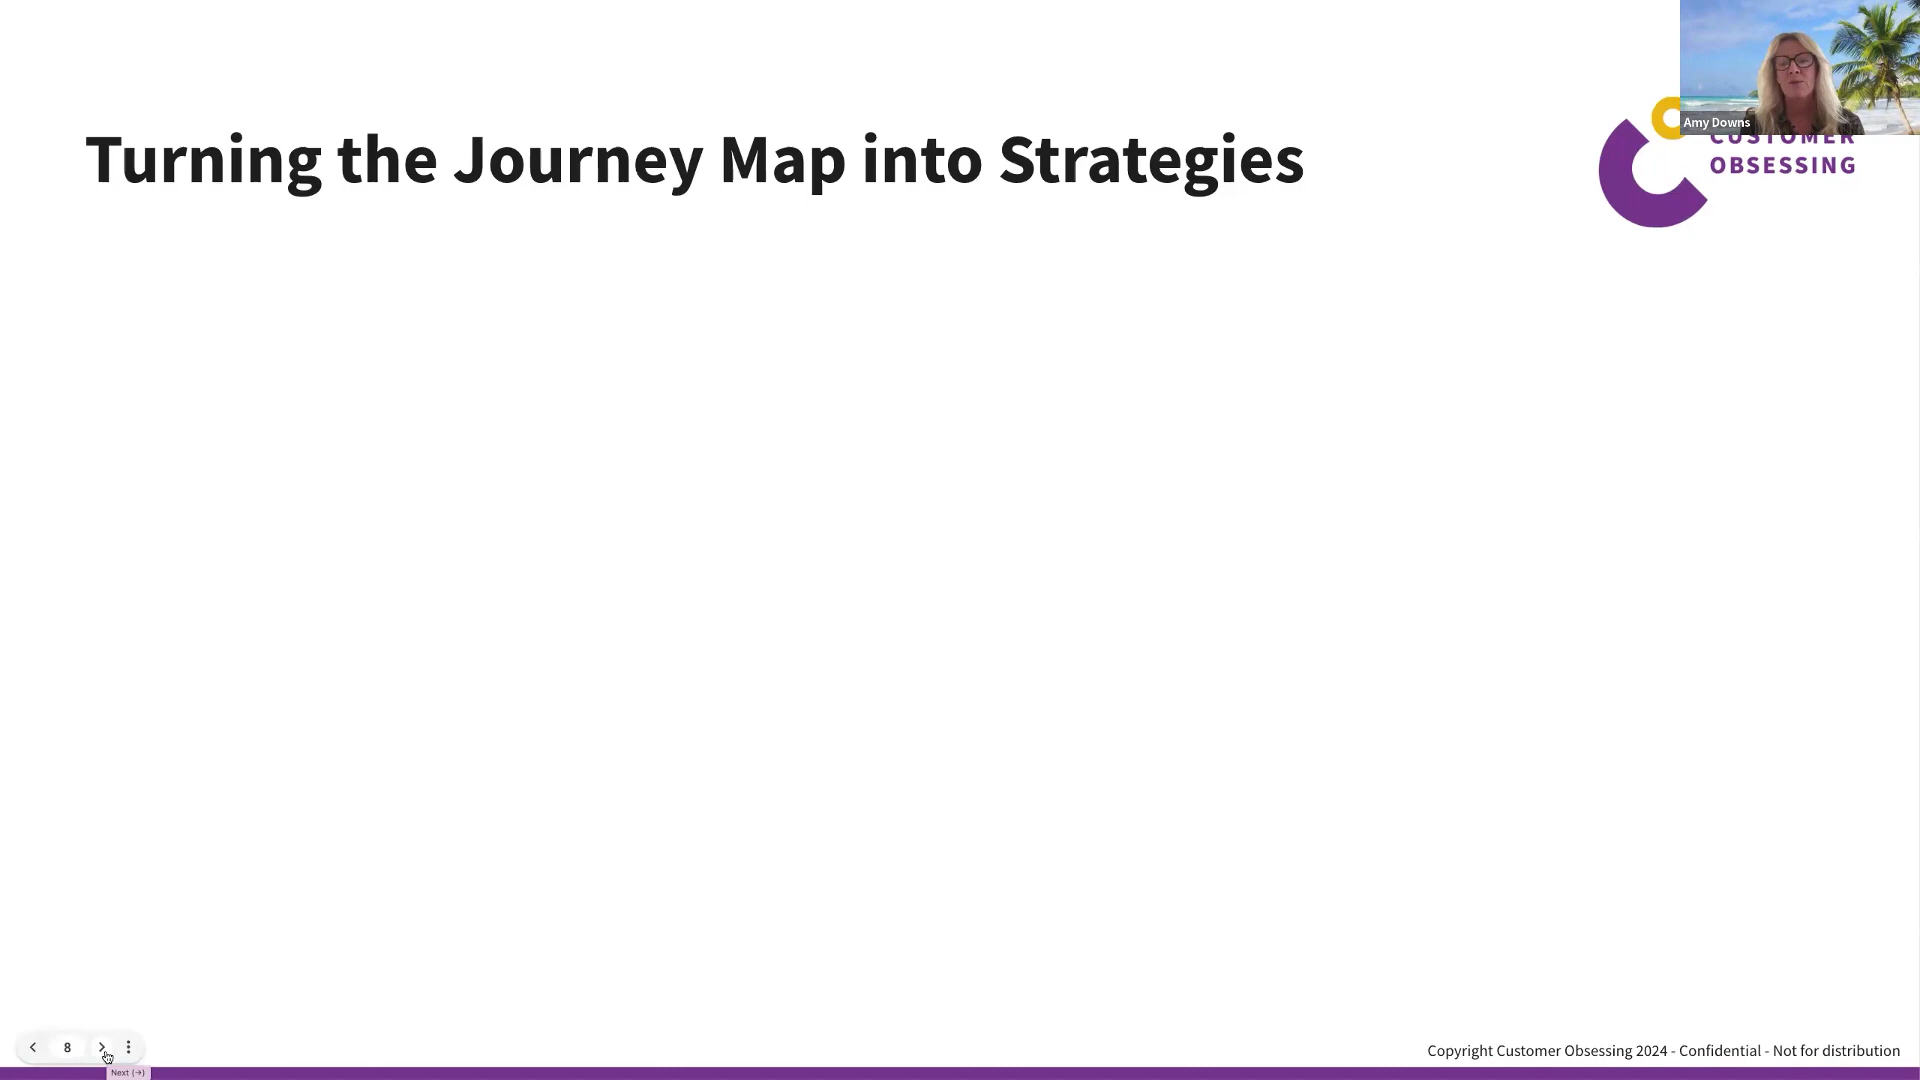 Turning the Journey Map into Strategies
Amy Downs
CUSTOMER
OBSESSING
8
Next (→)
Copyright Customer Obsessing 2024 - Confidential - Not for distribution